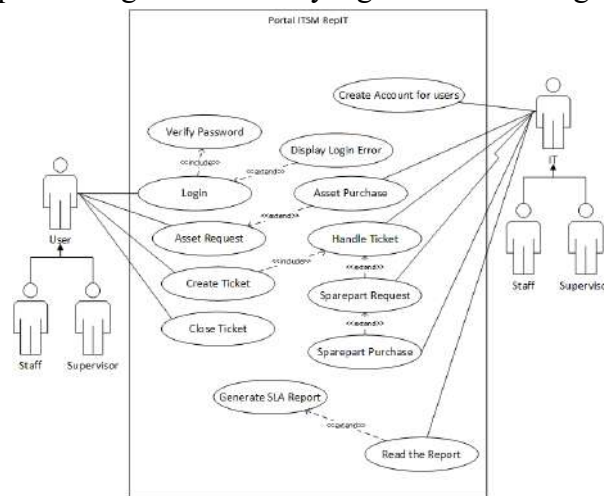 Portal ITSM RepIT
Create Account for users
Verify Password
<<include>>
Display Login Error
<<extend>>
IT
Login
Asset Purchase
<<extend>>
User
Asset Request
Handle Ticket
<<include>>
<<extend>>
Create Ticket
Sparepart Request
Staff
Supervisor
<<extend>>
Close Ticket
Sparepart Purchase
Staff
Supervisor
Generate SLA Report
<<extend>>
Read the Report